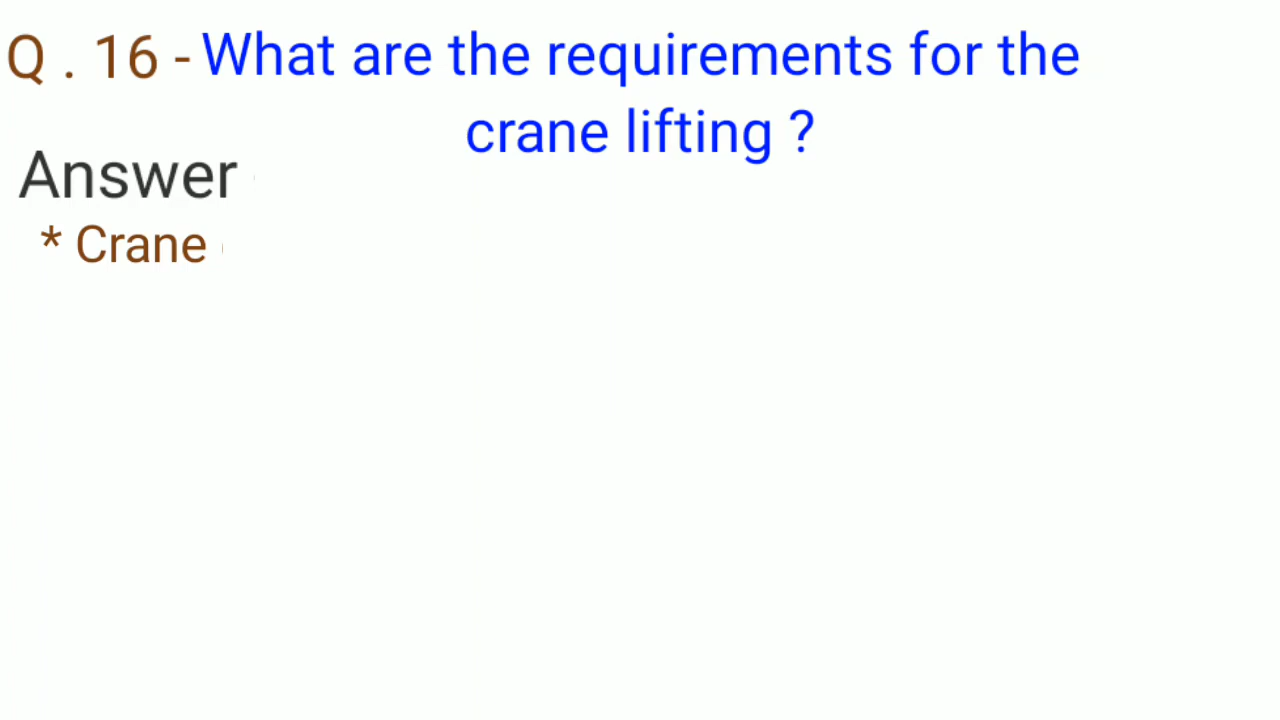 Q . 16 - What are the requirements for the
crane lifting ?
Answer
* Crane